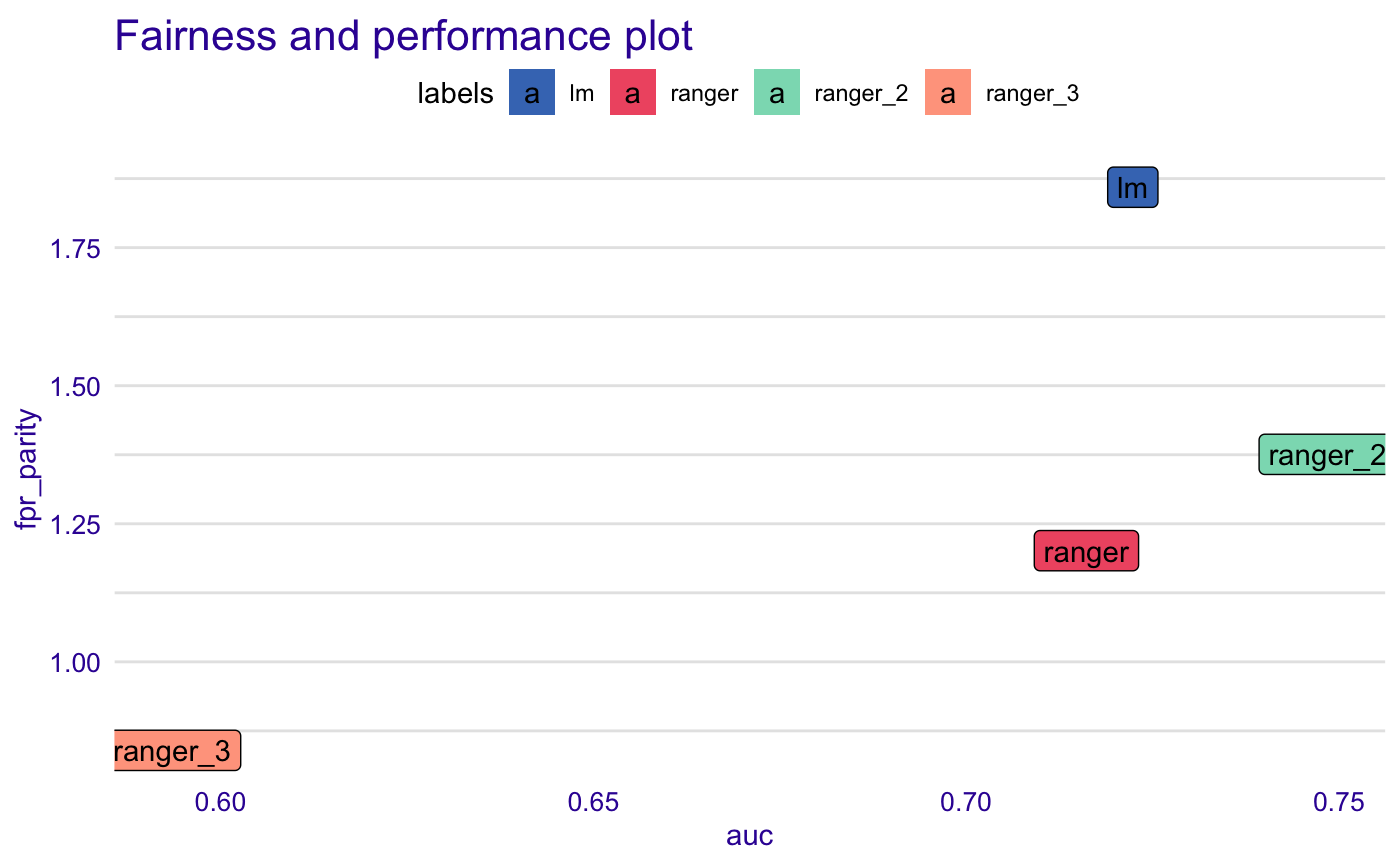 Fairness and performance plot
labels a lm a ranger a ranger_2 a ranger_3
lm
1.75
1.50
ranger_2
fpr_parity
1.25
ranger
1.00
ranger_3
0.60 0.65 0.70 0.75
auc